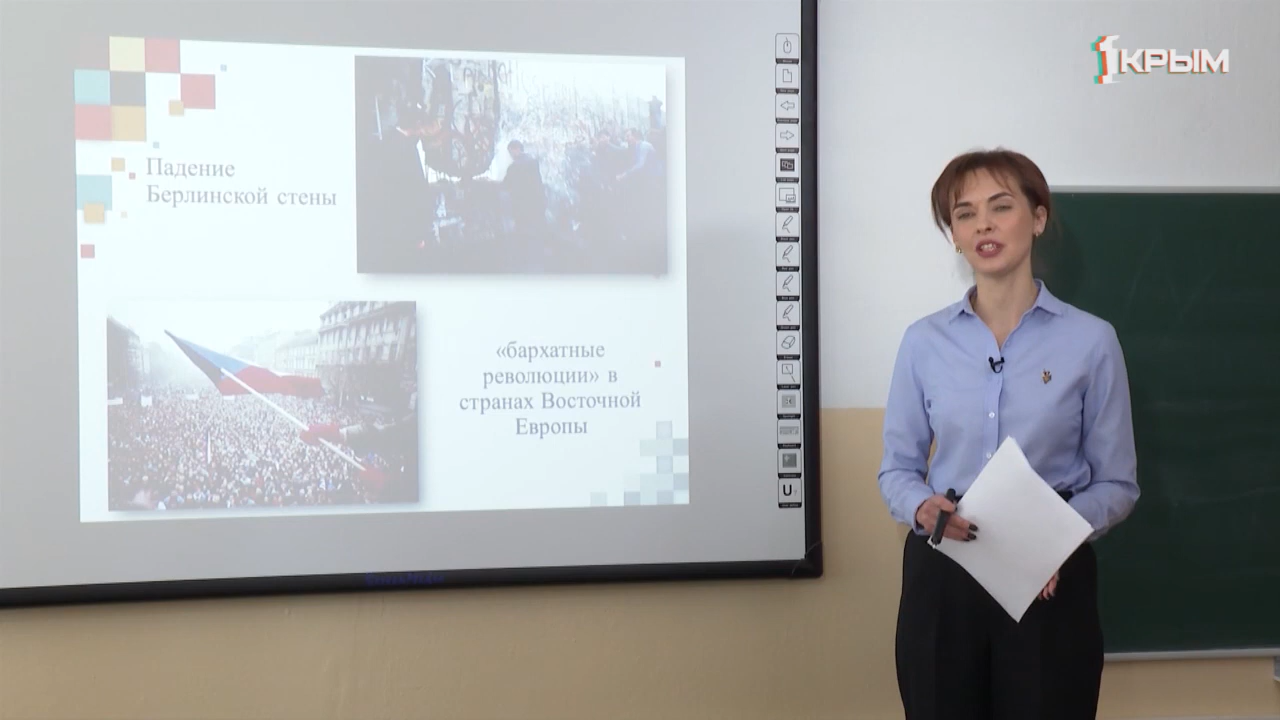 1КРЫМ
Падение
Берлинской стены
«бархатные
революции» в
странах Восточной
Европы
U